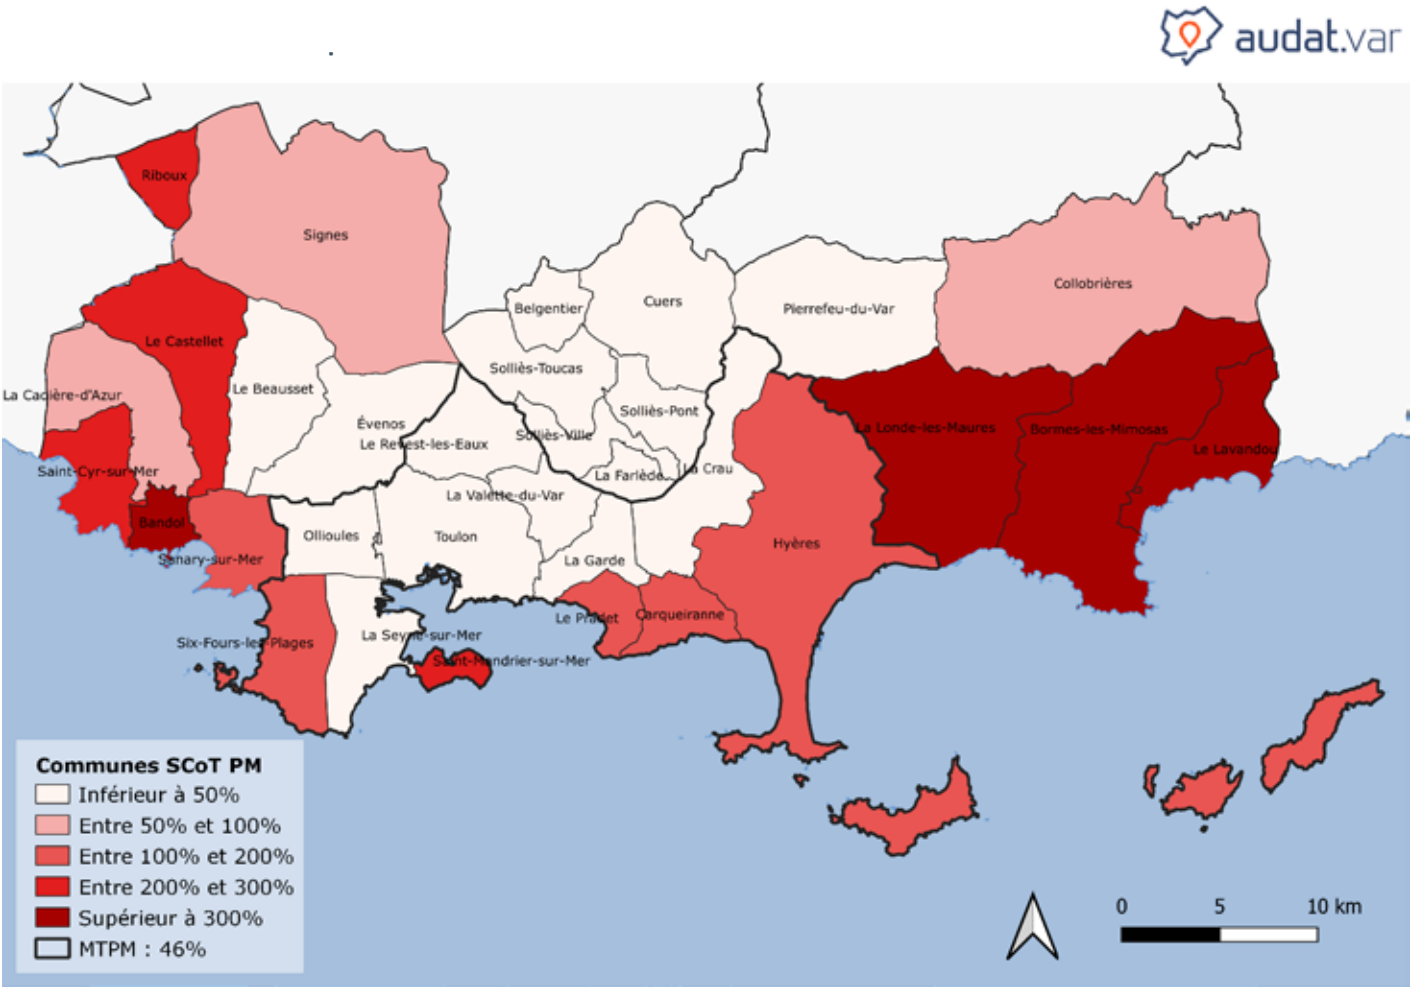 audat.var
Riboux
Signes
Collobrières
Belgentier
Cuers
Pierrefeu-du-Var
Le Castellet
Solliès-Toucas
Le Beausset
La Cadière-d'Azur
Solliès-Pont
Évenos
La Londe-les-Maures
Bormes-les-Mimosas
Solliès-Ville
Le Revest-les-Eaux
Le Lavandou
Saint-Cyr-sur-Mer
La Crau
La Farlède
La Valette-du-Var
Bandol
Ollioules
Toulon
Hyères
Sanary-sur-Mer
La Garde
Le Pradet
Carqueiranne
La Seyne-sur-Mer
Six-Fours-les-Plages
Saint-Mandrier-sur-Mer
Communes SCoT PM
Inférieur à 50%
Entre 50% et 100%
Entre 100% et 200%
Entre 200% et 300%
Supérieur à 300%
MTPM : 46%
0 5 10 km